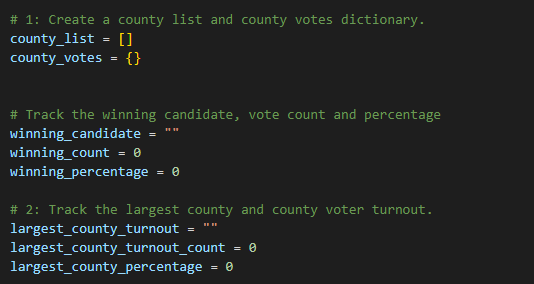 # 1: Create a county list and county votes dictionary.
county_list = []
county_votes = {}
# Track the winning candidate, vote count and percentage
winning_candidate = ""
winning_count = 0
winning_percentage = 0
# 2: Track the largest county and county voter turnout.
largest_county_turnout = ""
largest_county_turnout_count = 0
largest_county_percentage = 0